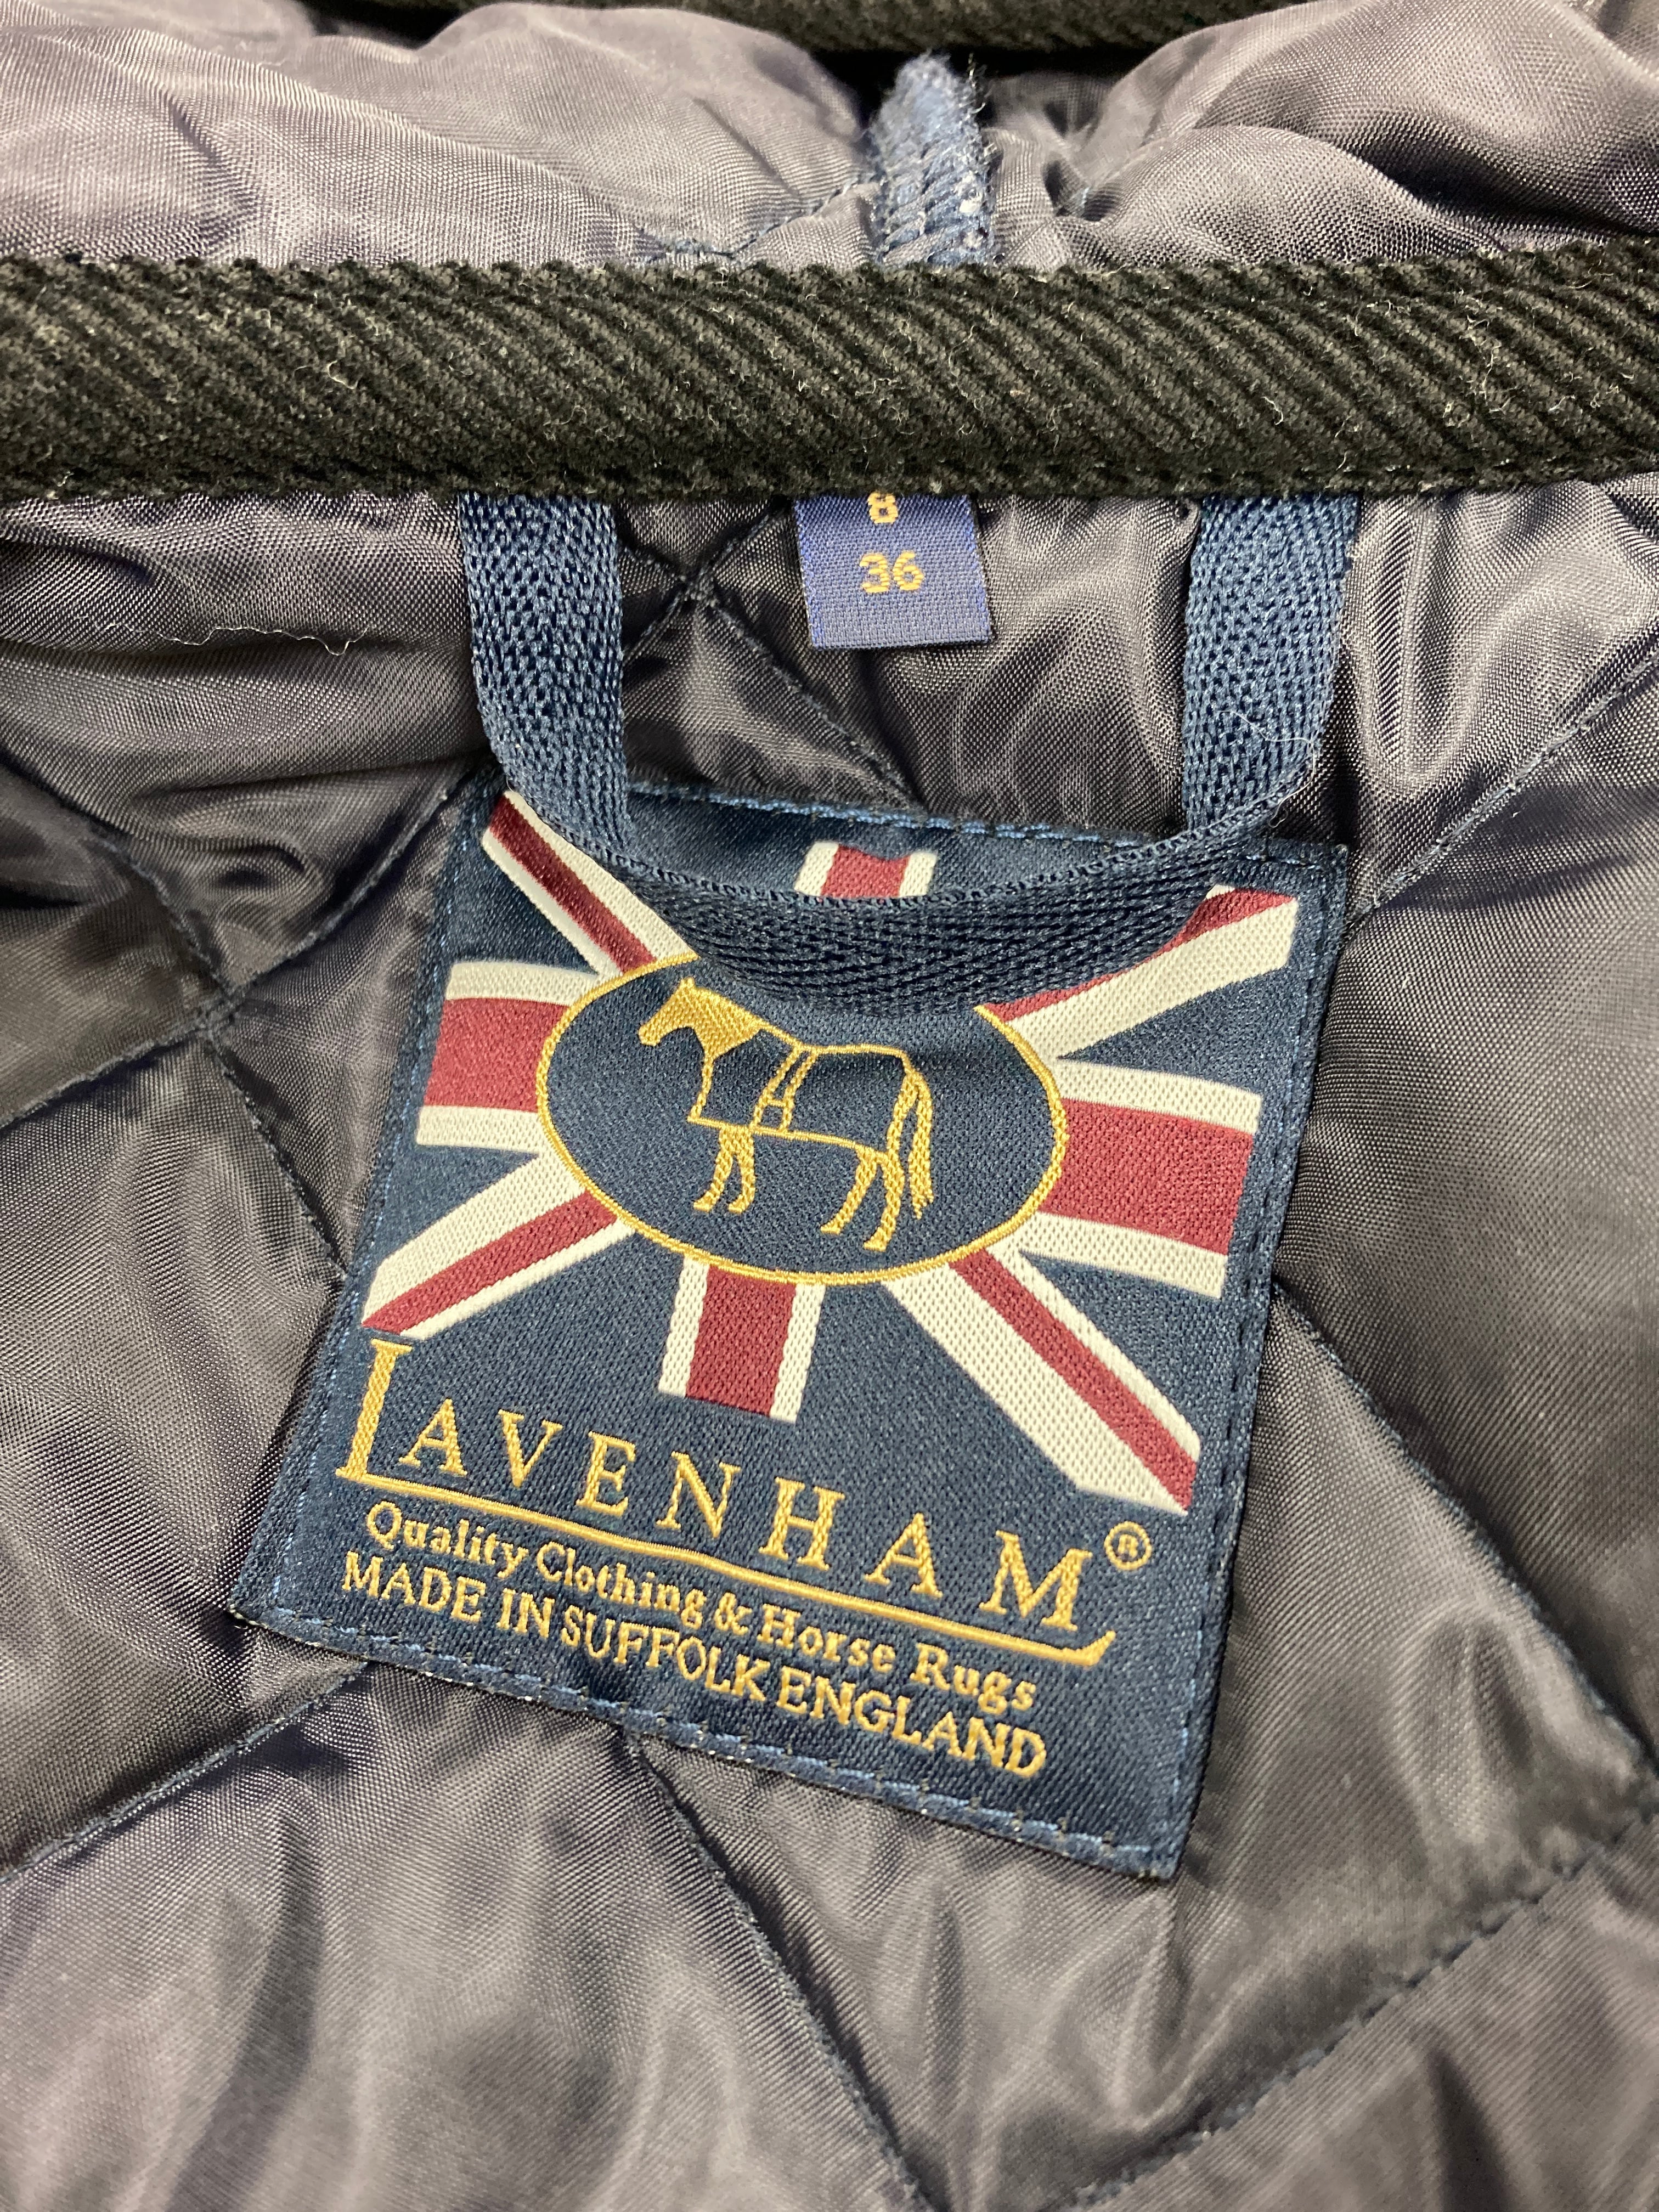 8
36
LAVENHAM®
Quality Clothing & Horse Rugs
MADE IN SUFFOLK ENGLAND